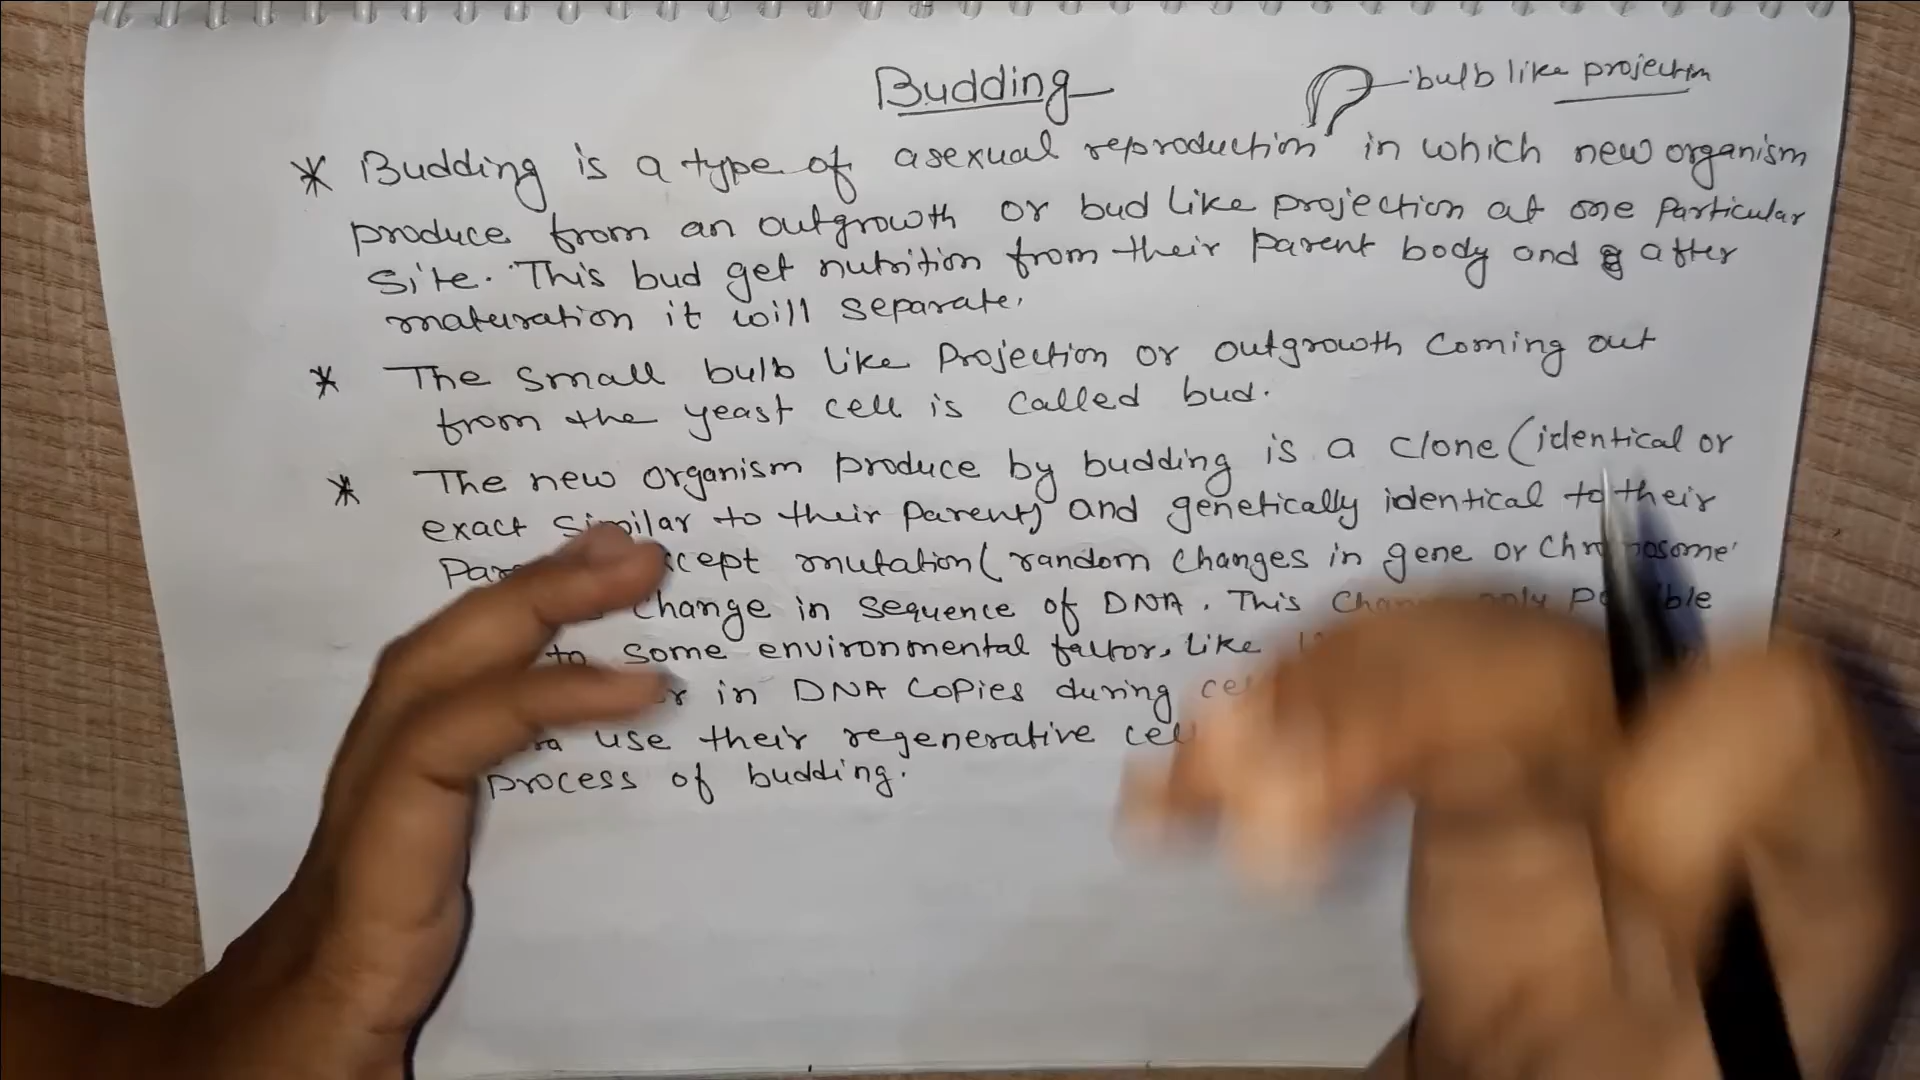 Budding
bulb like projection
* Budding is a type of asexual reproduction in which new organism
produce from an outgrowth or bud like projection at one particular
site. This bud get nutrition from their parent body and after
maturation it will separate.
* The small bulb like projection or outgrowth coming out
from the yeast cell is called bud.
* The new organism produce by budding is a clone (identical or
exact similar to their parent) and genetically identical to their
mutation (random changes in gene or
change in sequence of DNA. This
to some environmental factor, like
in DNA copies during
use their regenerative
process of budding.